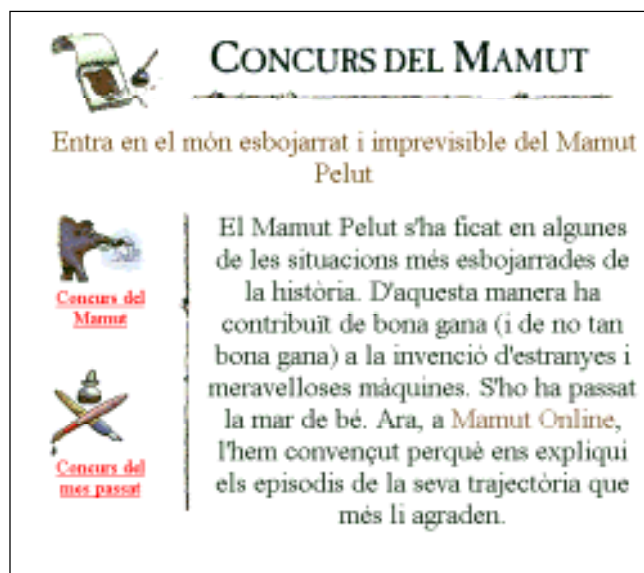 CONCURS DEL MAMUT
Entra en el món esbojarrat i imprevisible del Mamut
Pelut
Concurs del
Mamut
Concurs del
mes passat
El Mamut Pelut s'ha ficat en algunes
de les situacions més esbojarrades de
la història. D'aquesta manera ha
contribuït de bona gana (i de no tan
bona gana) a la invenció d'estranyes i
meravelloses màquines. S'ho ha passat
la mar de bé. Ara, a Mamut Online,
l'hem convençut perquè ens expliqui
els episodis de la seva trajectòria que
més li agraden.